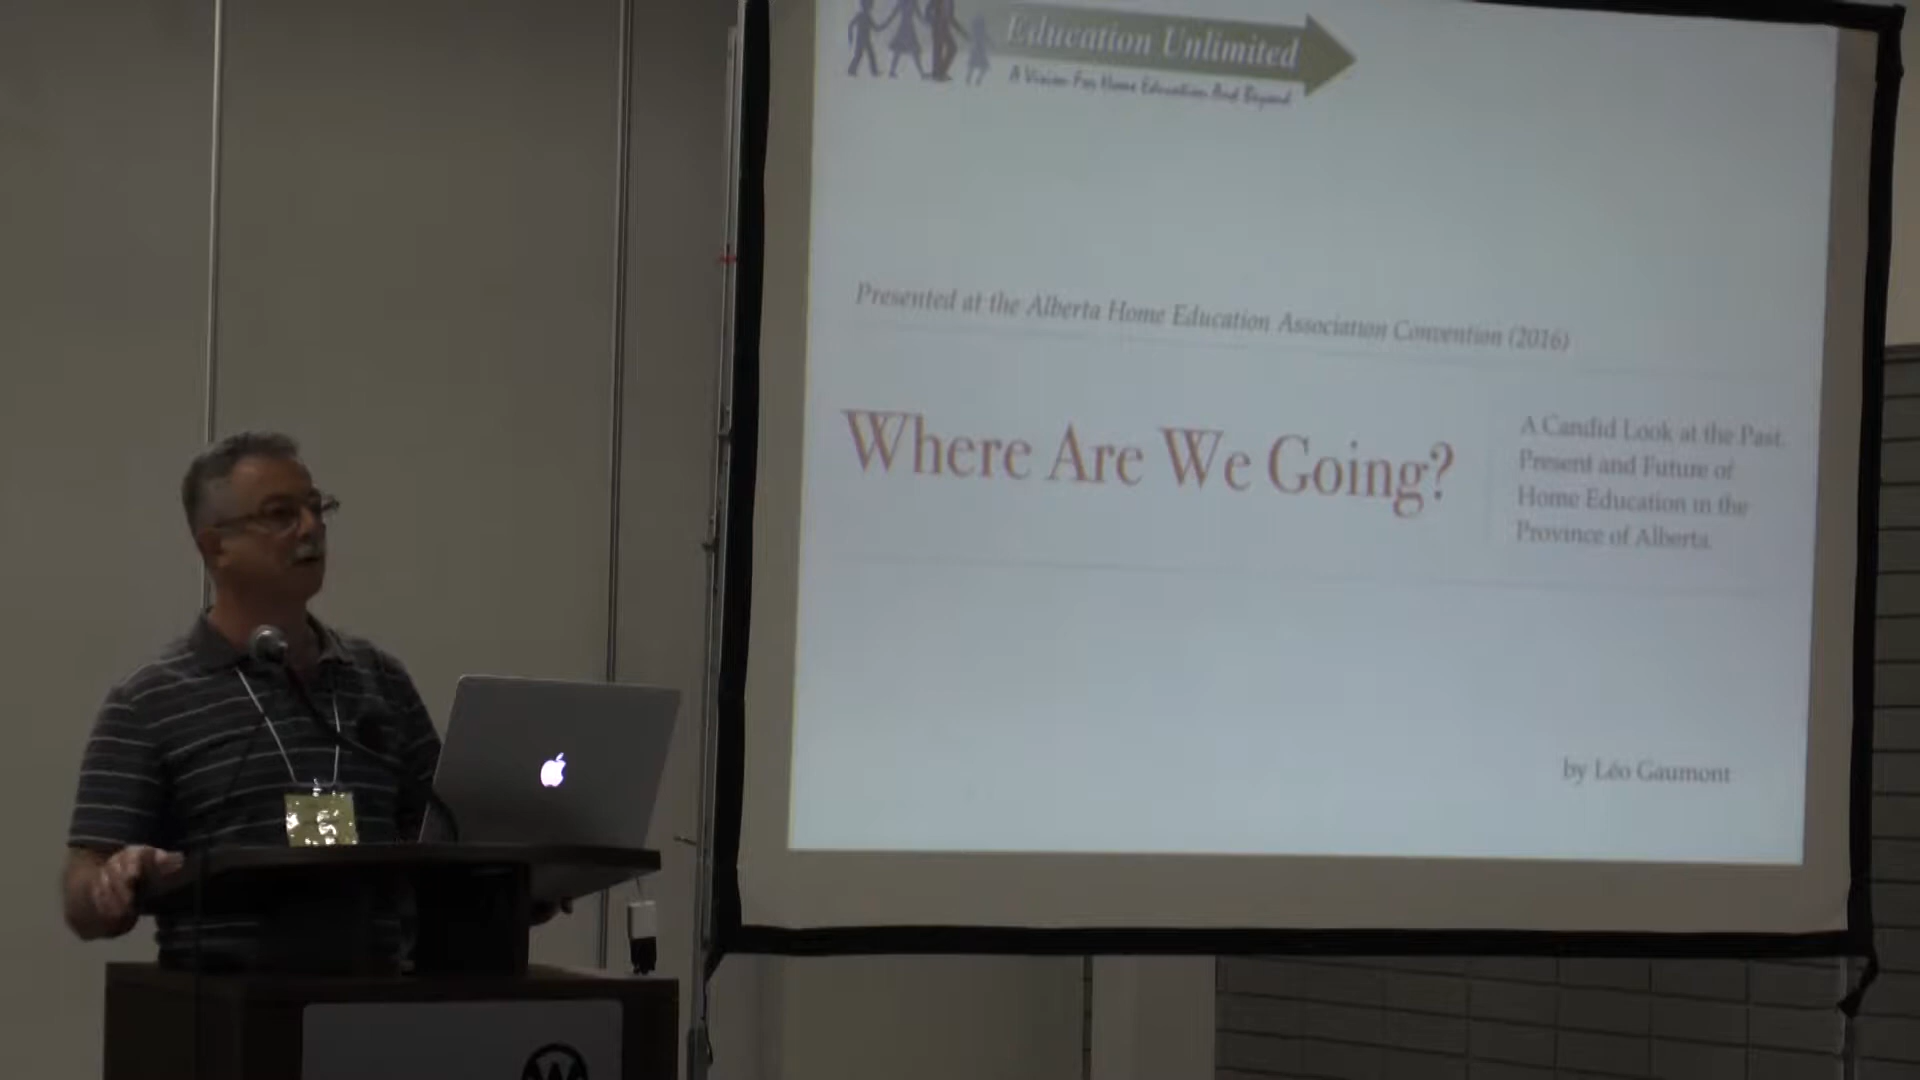 Education Unlimited
A Vision For Home Education And Beyond
Presented at the Alberta Home Education Association Convention (2016)
Where Are We Going?
A Candid Look at the Past,
Present and Future of
Home Education in the
Province of Alberta.
by Léo Gaumont
W